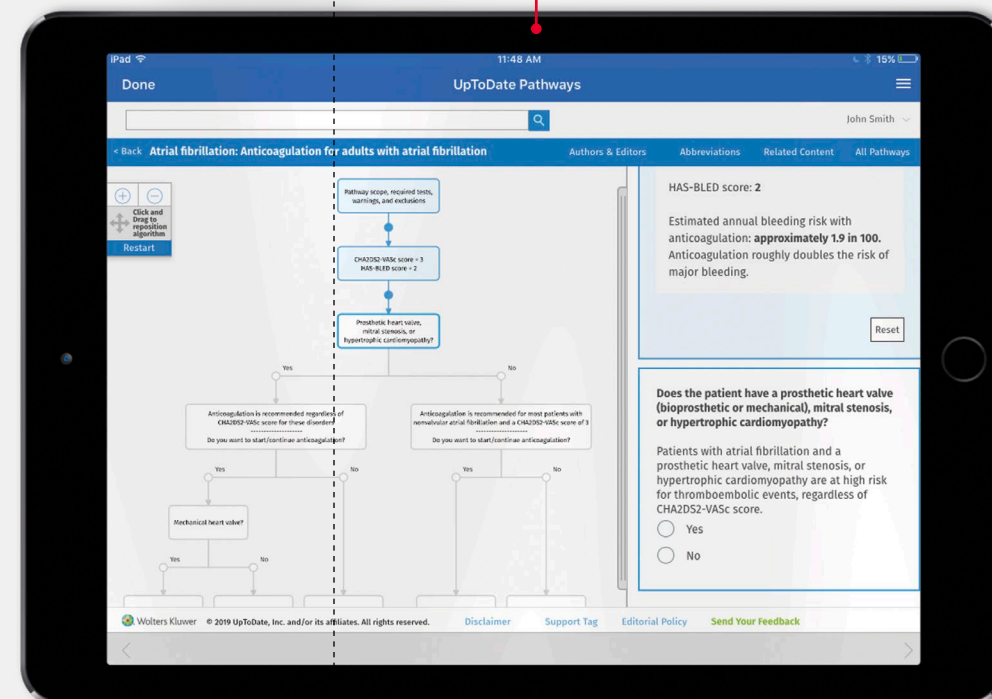 iPad
11:48 AM
15%
Done
UpToDate Pathways
John Smith
< Back
Atrial fibrillation: Anticoagulation for adults with atrial fibrillation
Authors & Editors
Abbreviations
Related Content
All Pathways
Click and
Drag to
reposition
algorithm
Restart
Pathway scope, required tests,
warnings, and exclusions
CHA2DS2-VASc score = 3
HAS-BLED score = 2
Prosthetic heart valve,
mitral stenosis, or
hypertrophic cardiomyopathy?
Yes
No
Anticoagulation is recommended regardless of
CHA2DS2-VASc score for these disorders
--------------------
Do you want to start/continue anticoagulation?
Anticoagulation is recommended for most patients with
nonvalvular atrial fibrillation and a CHA2DS2-VASc score of 3
--------------------
Do you want to start/continue anticoagulation?
Yes
No
Yes
No
Mechanical heart valve?
Yes
No
HAS-BLED score: 2
Estimated annual bleeding risk with
anticoagulation: approximately 1.9 in 100.
Anticoagulation roughly doubles the risk of
major bleeding.
Reset
Does the patient have a prosthetic heart valve
(bioprosthetic or mechanical), mitral stenosis,
or hypertrophic cardiomyopathy?
Patients with atrial fibrillation and a
prosthetic heart valve, mitral stenosis, or
hypertrophic cardiomyopathy are at high risk
for thromboembolic events, regardless of
CHA2DS2-VASc score.
Yes
No
Wolters Kluwer
© 2019 UpToDate, Inc. and/or its affiliates. All rights reserved.
Disclaimer
Support Tag
Editorial Policy
Send Your Feedback